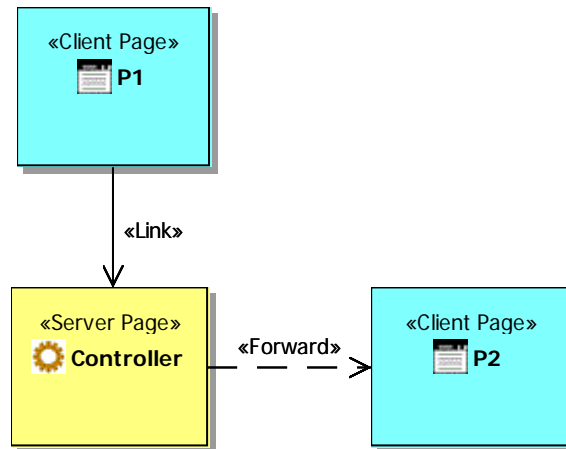 «Client Page»
P1
«Link»
«Server Page»
Controller
«Forward»
«Client Page»
P2